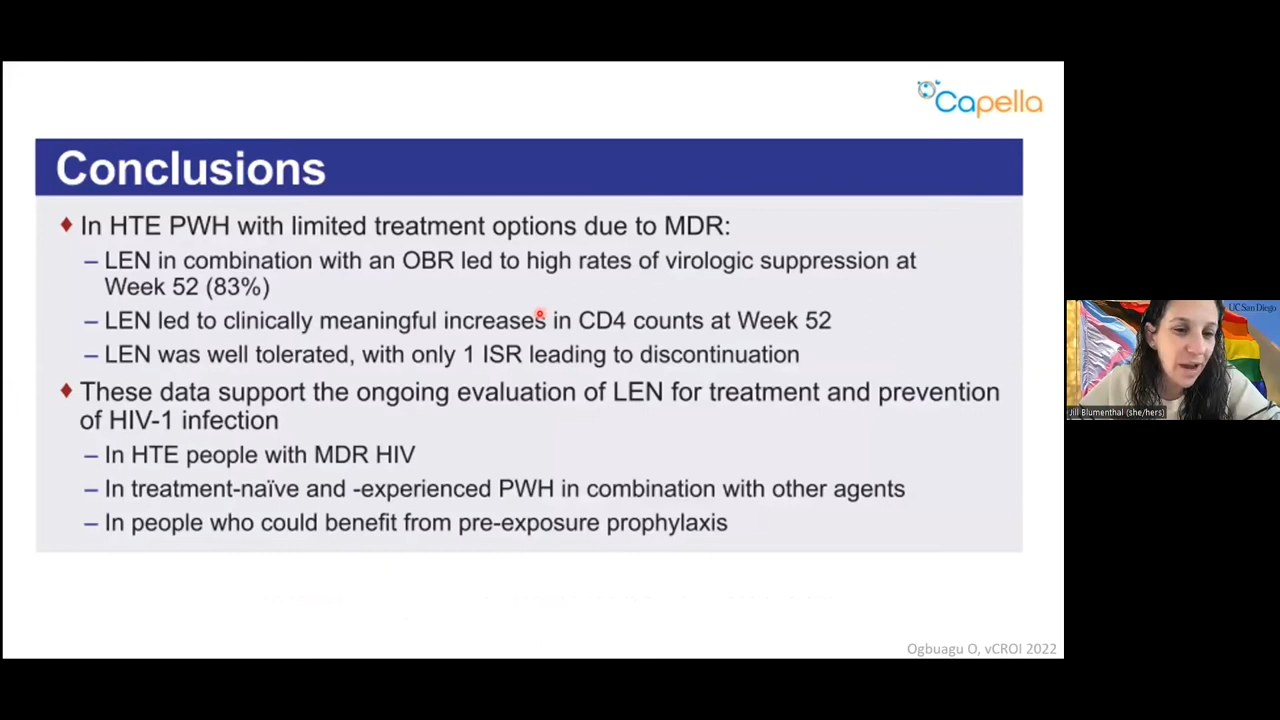 Capella
Conclusions
♦ In HTE PWH with limited treatment options due to MDR:
– LEN in combination with an OBR led to high rates of virologic suppression at
Week 52 (83%)
– LEN led to clinically meaningful increases in CD4 counts at Week 52
– LEN was well tolerated, with only 1 ISR leading to discontinuation
♦ These data support the ongoing evaluation of LEN for treatment and prevention
of HIV-1 infection
– In HTE people with MDR HIV
– In treatment-naïve and -experienced PWH in combination with other agents
– In people who could benefit from pre-exposure prophylaxis
Ogbuagu O, vCROI 2022
UC San Diego
Jill Blumenthal (she/hers)